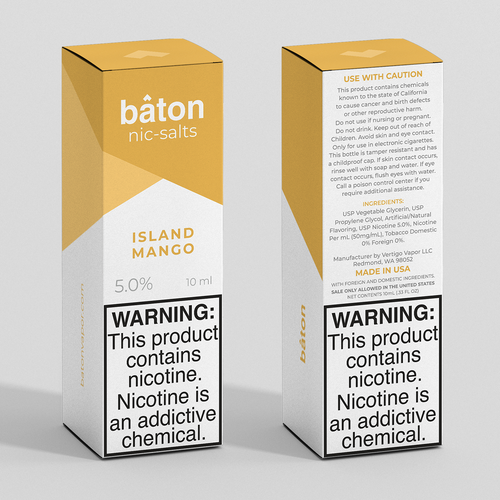 bâton
nic-salts
ISLAND
MANGO
5.0%
10 ml
WARNING:
This product
contains
nicotine.
Nicotine is
an addictive
chemical.
batonvapor.com
USE WITH CAUTION
This product contains chemicals
known to the state of California
to cause cancer and birth defects
or other reproductive harm.
Do not use if nursing or pregnant.
Do not drink, Keep out of reach of
Children. Avoid skin and eye contact.
Only for use in electronic cigarettes.
This bottle is tamper resistant and has
a childproof cap, if skin contact occurs,
rinse well with soap and water. If eye
contact occurs, flush eyes with water.
Call a poison control center if you
require additional assistance.
INGREDIENTS:
USP Vegetable Glycerin, USP
Propylene Glycol, Artificial/Natural
Flavoring, USP Nicotine 5.0%, Nicotine
Per mL (50mg/mL), Tobacco Domestic
0% Foreign 0%.
Manufacturer by Vertigo Vapor LLC
Redmond, WA 98052
MADE IN USA
WITH FOREIGN AND DOMESTIC INGREDIENTS.
SALE ONLY ALLOWED IN THE UNITED STATES
NET CONTENTS 10mL (.33 FL OZ)
bâton
WARNING:
This product
contains
nicotine.
Nicotine is
an addictive
chemical.